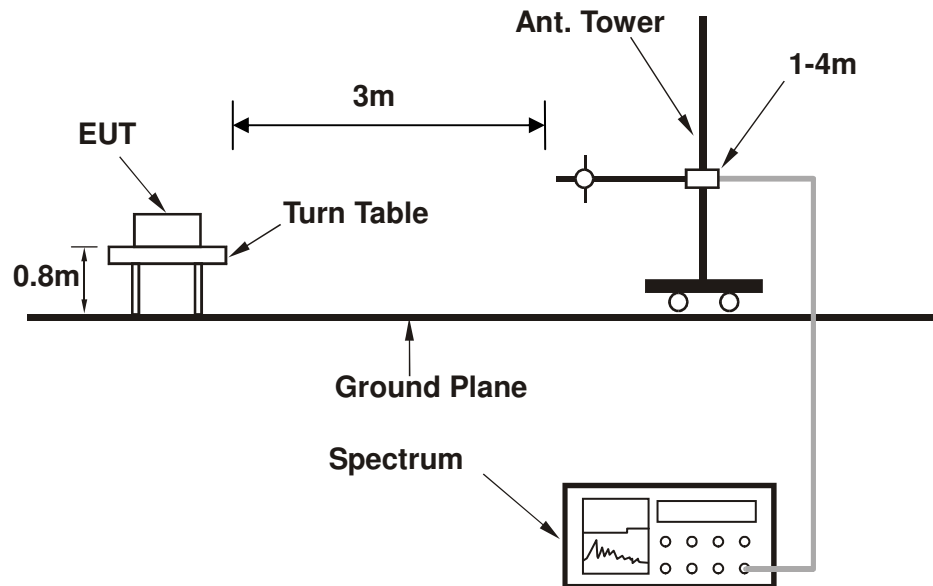 Ant. Tower
1-4m
3m
EUT
Turn Table
0.8m
Ground Plane
Spectrum